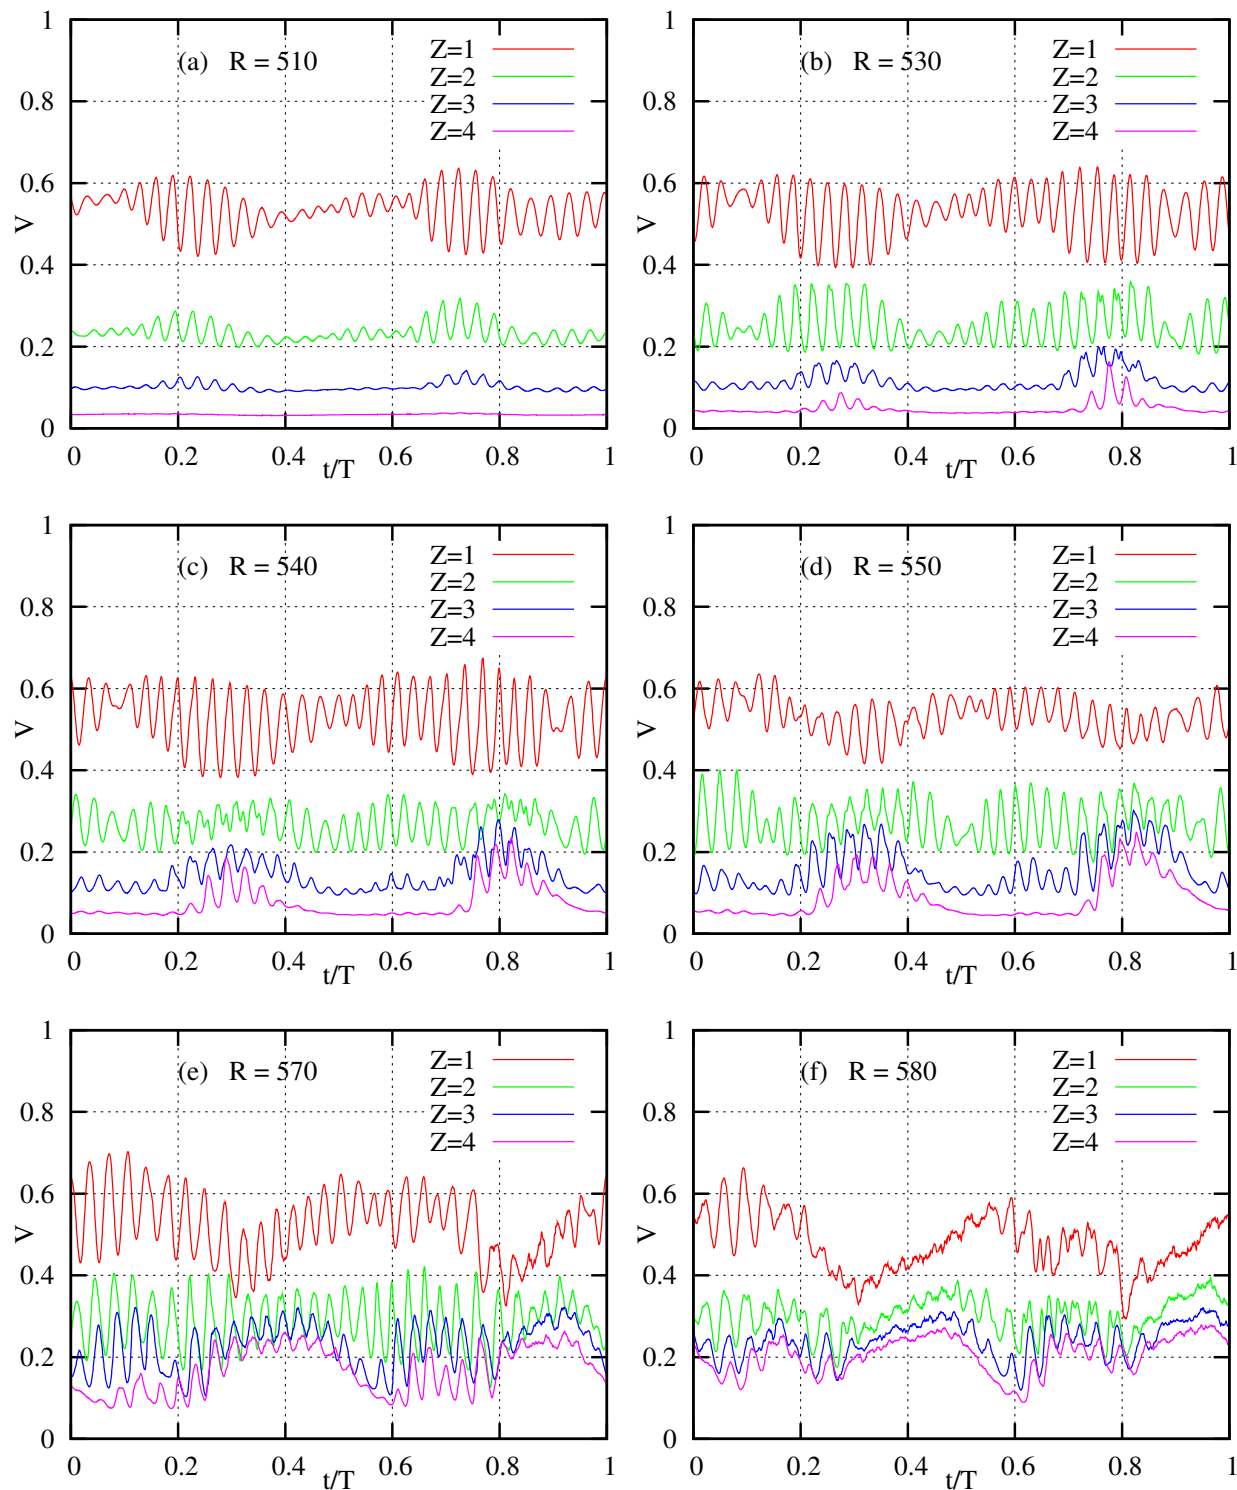 1
0.8
0.6
0.4
0.2
0
V
(a) R = 510
Z=1
Z=2
Z=3
Z=4
0 0.2 0.4 0.6 0.8 1
t/T
1
0.8
0.6
0.4
0.2
0
V
(b) R = 530
Z=1
Z=2
Z=3
Z=4
0 0.2 0.4 0.6 0.8 1
t/T
1
0.8
0.6
0.4
0.2
0
V
(c) R = 540
Z=1
Z=2
Z=3
Z=4
0 0.2 0.4 0.6 0.8 1
t/T
1
0.8
0.6
0.4
0.2
0
V
(d) R = 550
Z=1
Z=2
Z=3
Z=4
0 0.2 0.4 0.6 0.8 1
t/T
1
0.8
0.6
0.4
0.2
0
V
(e) R = 570
Z=1
Z=2
Z=3
Z=4
0 0.2 0.4 0.6 0.8 1
t/T
1
0.8
0.6
0.4
0.2
0
V
(f) R = 580
Z=1
Z=2
Z=3
Z=4
0 0.2 0.4 0.6 0.8 1
t/T